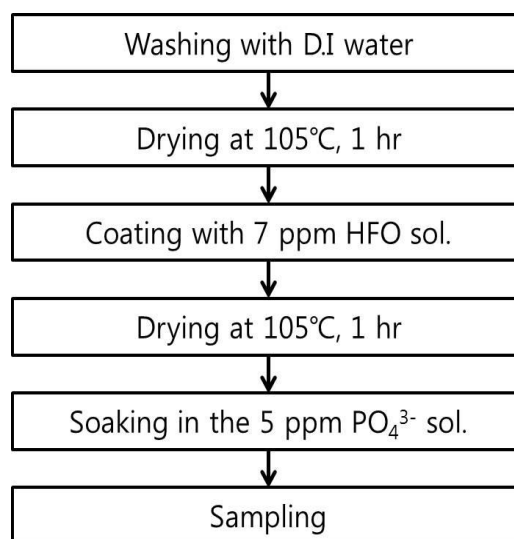 Washing with D.I water
Drying at 105℃, 1 hr
Coating with 7 ppm HFO sol.
Drying at 105℃, 1 hr
Soaking in the 5 ppm PO₄³⁻ sol.
Sampling